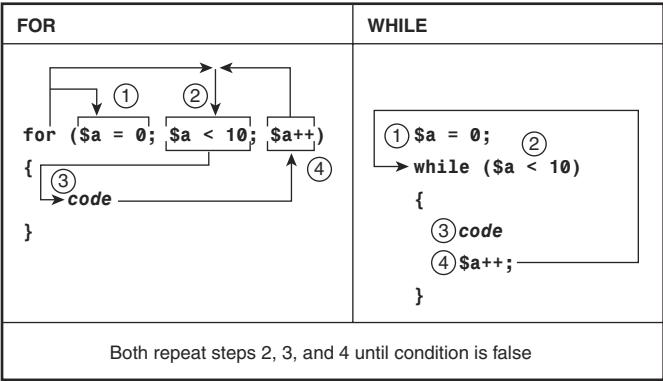 FOR
① ②
for ($a = 0; $a < 10; $a++)
{ ④
③
code
}
WHILE
① $a = 0;
②
while ($a < 10)
{
③ code
④ $a++;
}
Both repeat steps 2, 3, and 4 until condition is false